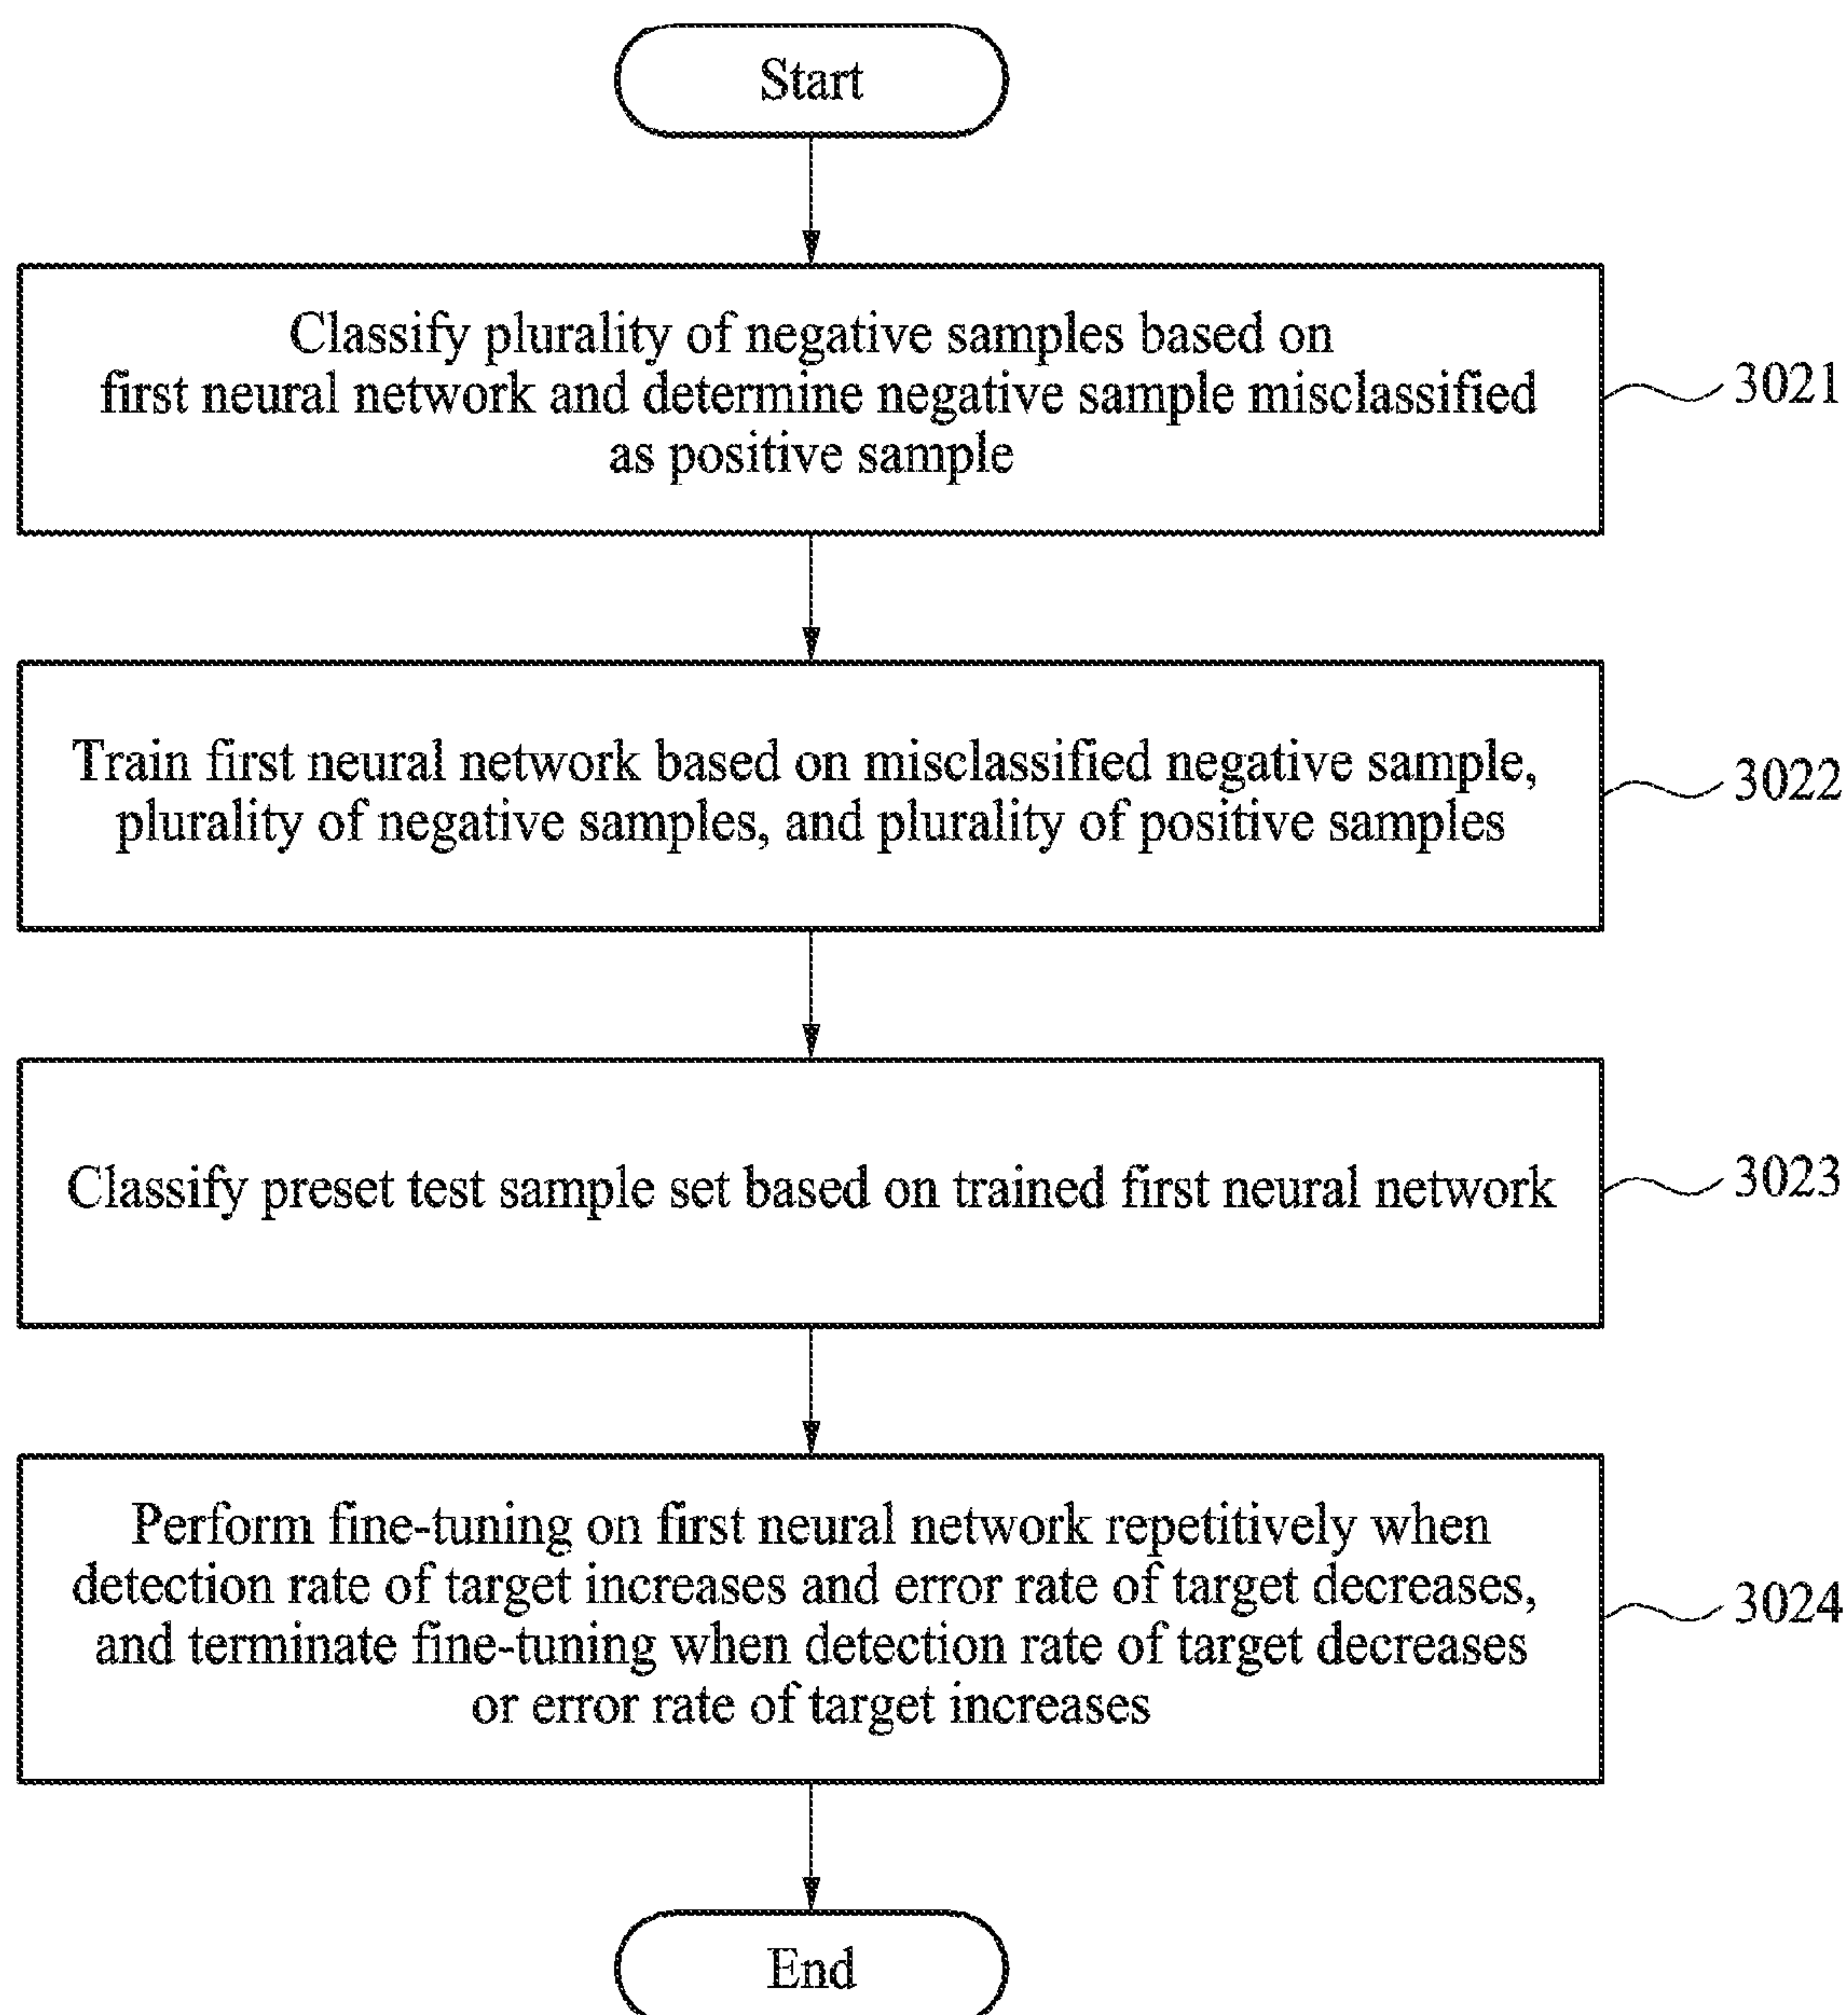 Start
Classify plurality of negative samples based on
first neural network and determine negative sample misclassified
as positive sample
3021
Train first neural network based on misclassified negative sample,
plurality of negative samples, and plurality of positive samples
3022
Classify preset test sample set based on trained first neural network
3023
Perform fine-tuning on first neural network repetitively when
detection rate of target increases and error rate of target decreases,
and terminate fine-tuning when detection rate of target decreases
or error rate of target increases
3024
End